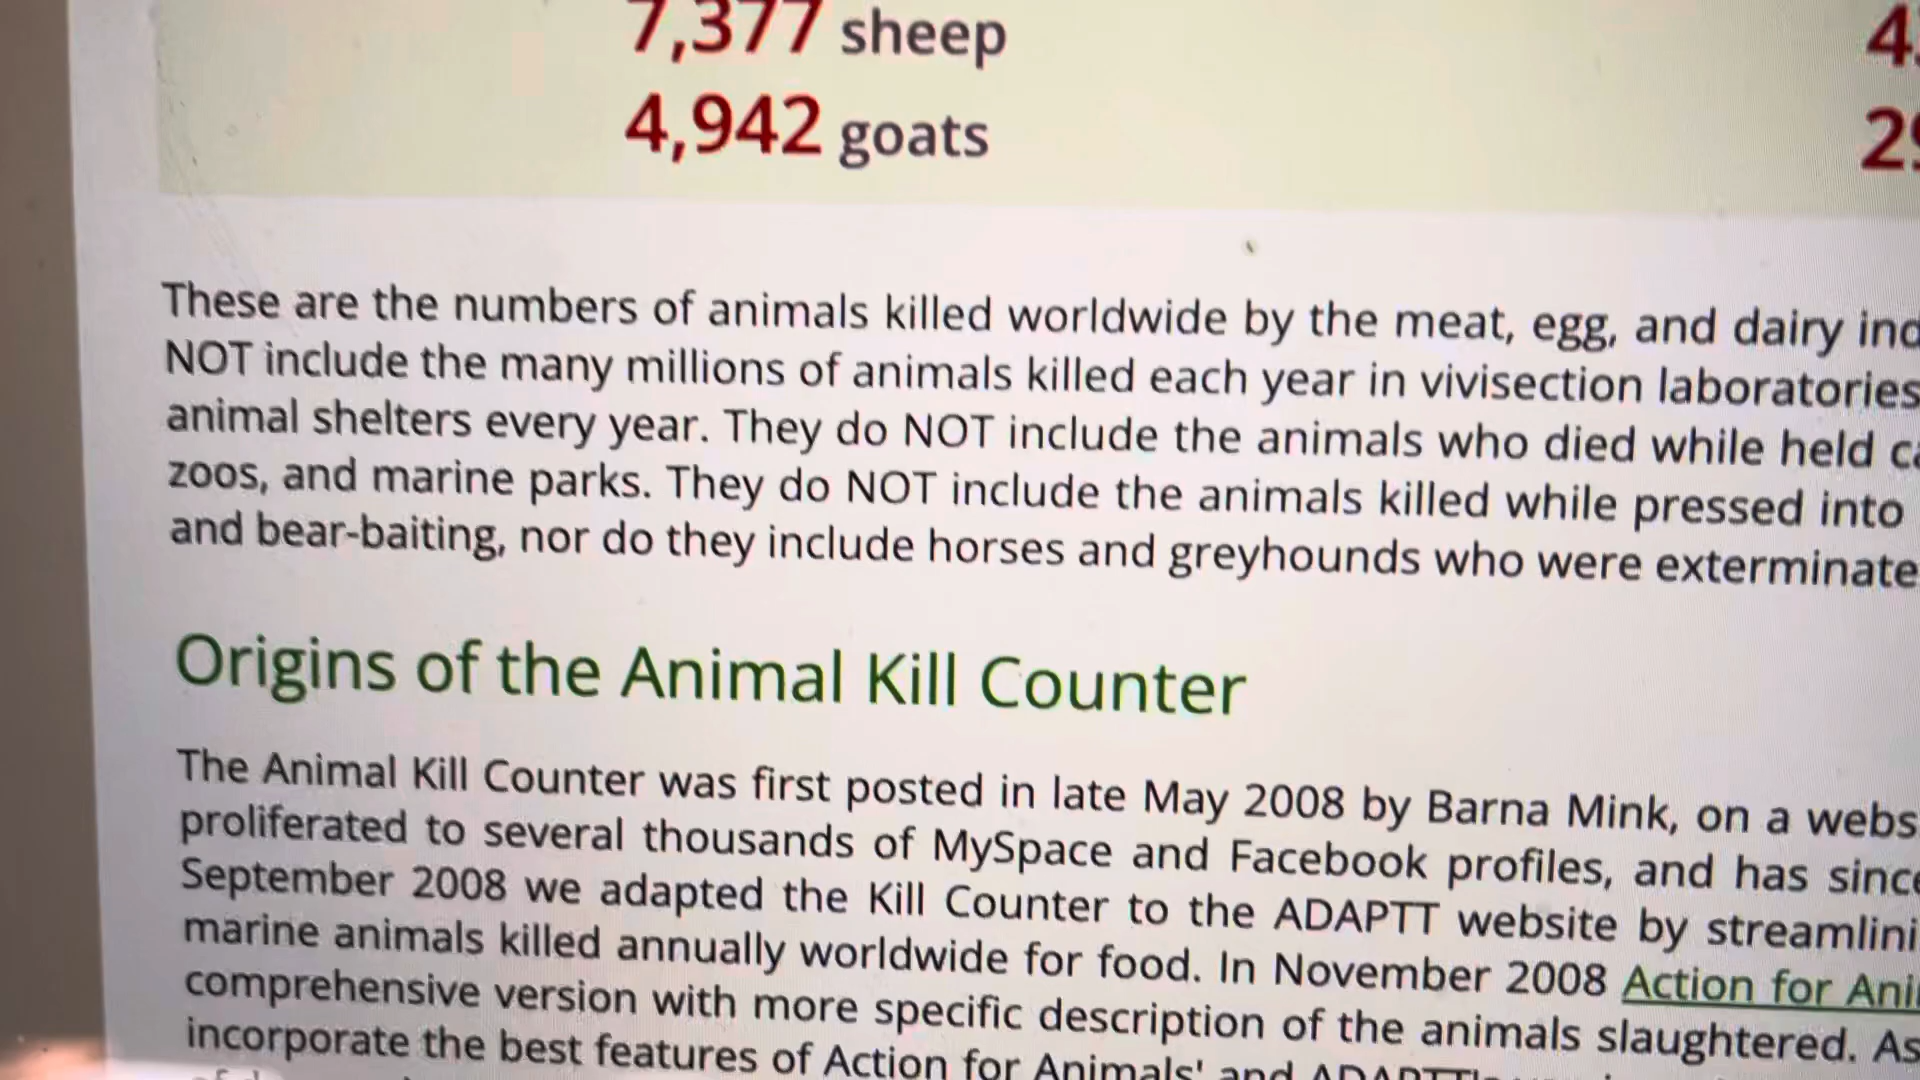 7,377 sheep
4,942 goats
These are the numbers of animals killed worldwide by the meat, egg, and dairy
NOT include the many millions of animals killed each year in vivisection laboratories
animal shelters every year. They do NOT include the animals who died while held
zoos, and marine parks. They do NOT include the animals killed while pressed into
and bear-baiting, nor do they include horses and greyhounds who were
Origins of the Animal Kill Counter
The Animal Kill Counter was first posted in late May 2008 by Barna Mink, on a
proliferated to several thousands of MySpace and Facebook profiles, and has
September 2008 we adapted the Kill Counter to the ADAPTT website by
marine animals killed annually worldwide for food. In November 2008 Action for
comprehensive version with more specific description of the animals slaughtered. As
incorporate the best features of Action for Animals' and